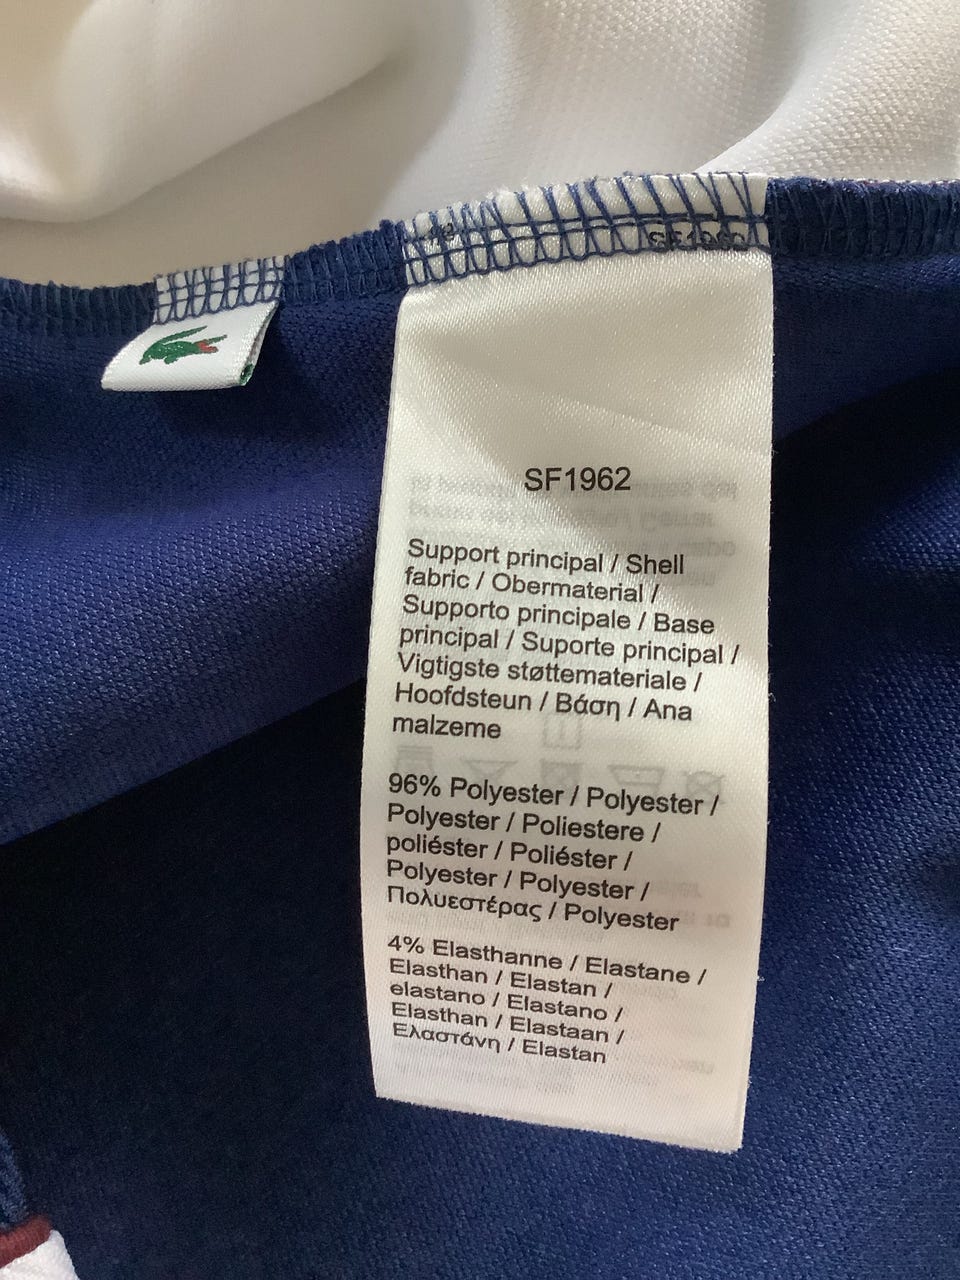 SF1962
SF1962
Support principal / Shell
fabric / Obermaterial /
Supporto principale / Base
principal / Suporte principal /
Vigtigste støttemateriale /
Hoofdsteun / Βάση / Ana
malzeme
96% Polyester / Polyester /
Polyester / Poliestere /
poliéster / Poliéster /
Polyester / Polyester /
Πολυεστέρας / Polyester
4% Elasthanne / Elastane /
Elasthan / Elastan /
elastano / Elastano /
Elasthan / Elastaan /
Ελαστάνη / Elastan